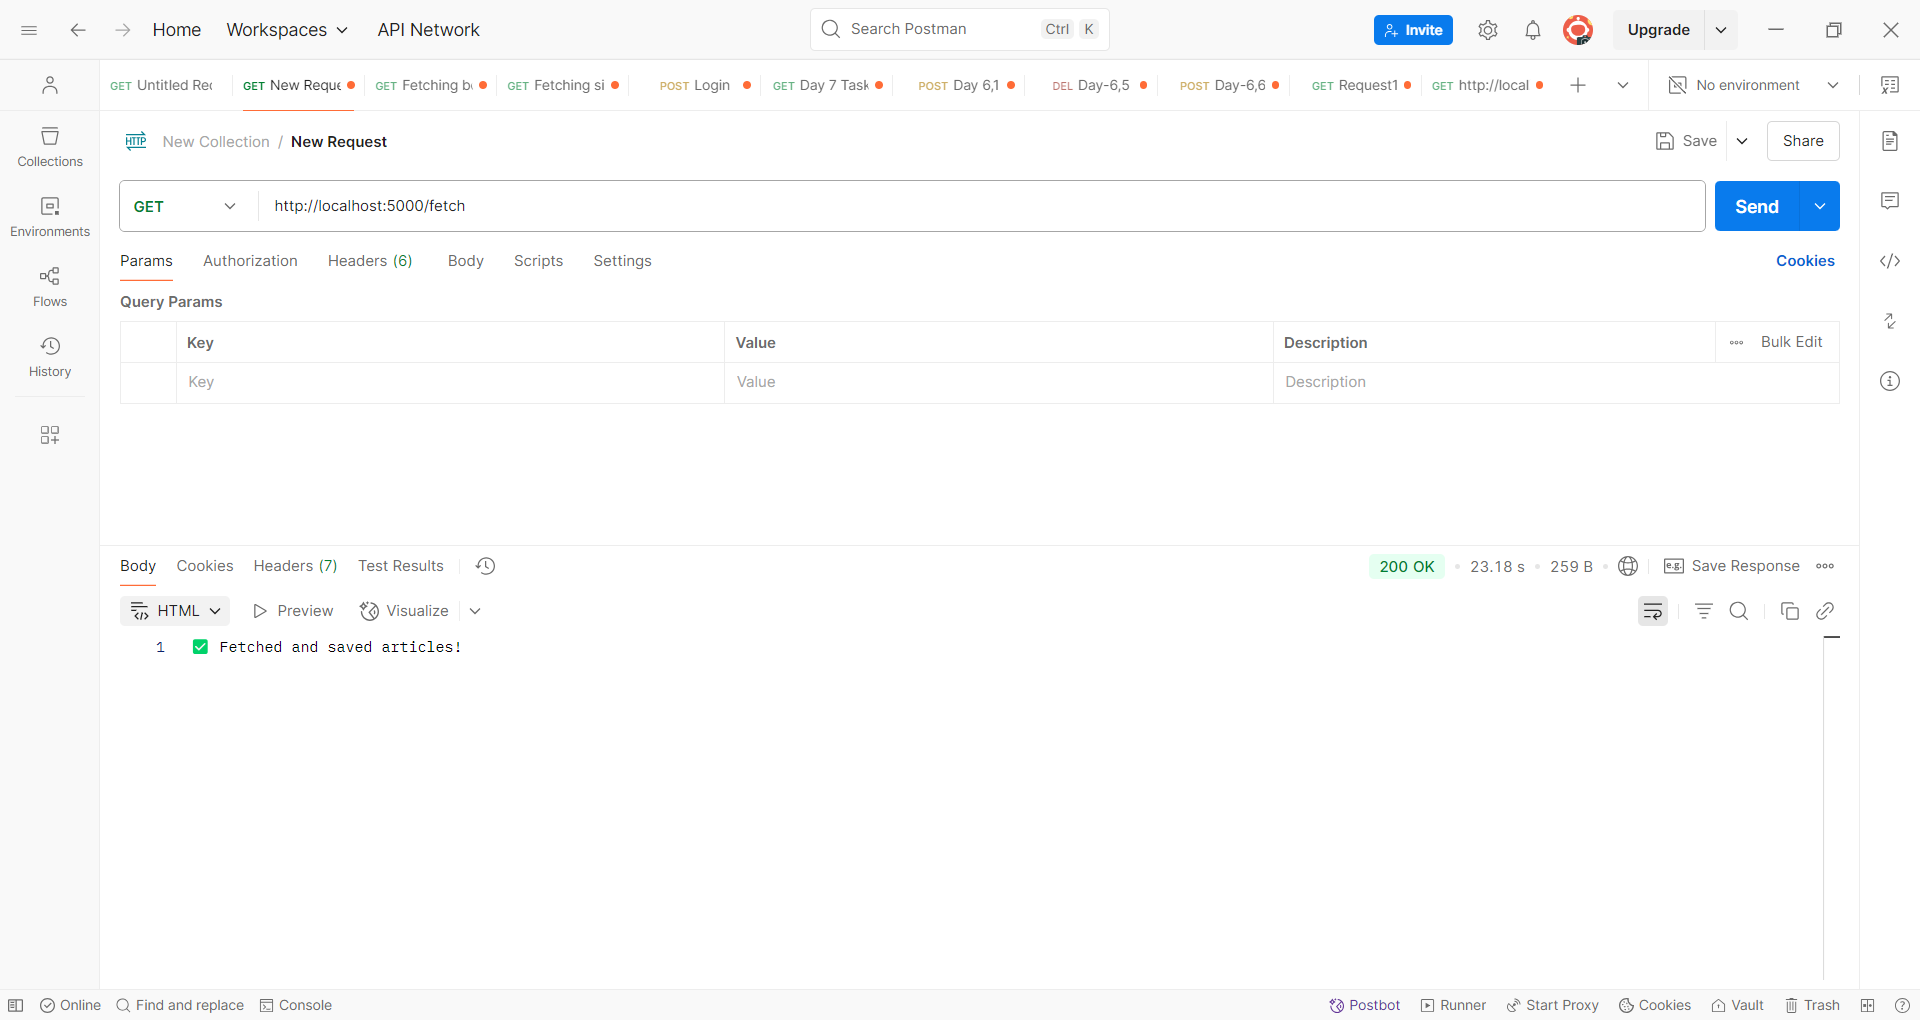 Home
Workspaces
API Network
Search Postman
Ctrl
K
Invite
Upgrade
GET Untitled Rec
GET New Reque
GET Fetching b
GET Fetching si
POST Login
GET Day 7 Task
POST Day 6,1
DEL Day-6,5
POST Day-6,6
GET Request1
GET http://local
No environment
HTTP
New Collection / New Request
Save
Share
GET
http://localhost:5000/fetch
Send
Params
Authorization
Headers (6)
Body
Scripts
Settings
Cookies
Query Params
Key
Value
Description
Bulk Edit
Key
Value
Description
Collections
Environments
Flows
History
Body
Cookies
Headers (7)
Test Results
200 OK
23.18 s
259 B
e.g.
Save Response
HTML
Preview
Visualize
1
✅ Fetched and saved articles!
Online
Find and replace
Console
Postbot
Runner
Start Proxy
Cookies
Vault
Trash